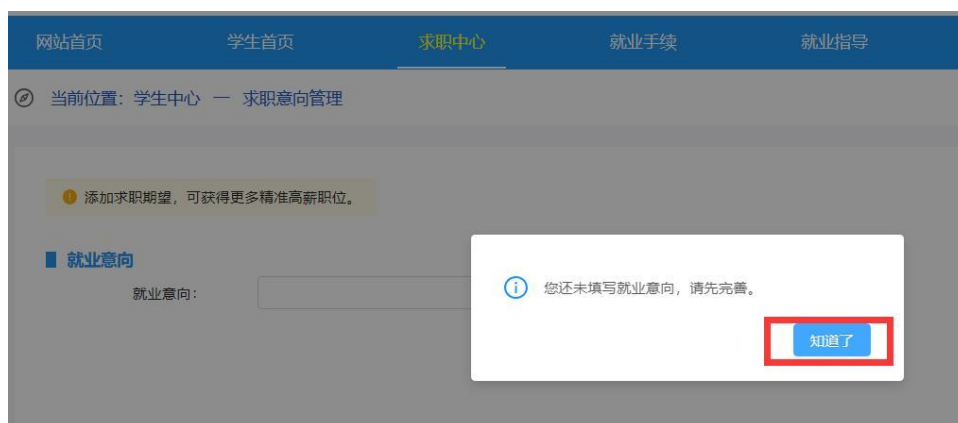 网站首页 学生首页 求职中心 就业手续 就业指导
当前位置：学生中心 一 求职意向管理
添加求职期望，可获得更多精准高薪职位。
就业意向
就业意向：
您还未填写就业意向，请先完善。
知道了